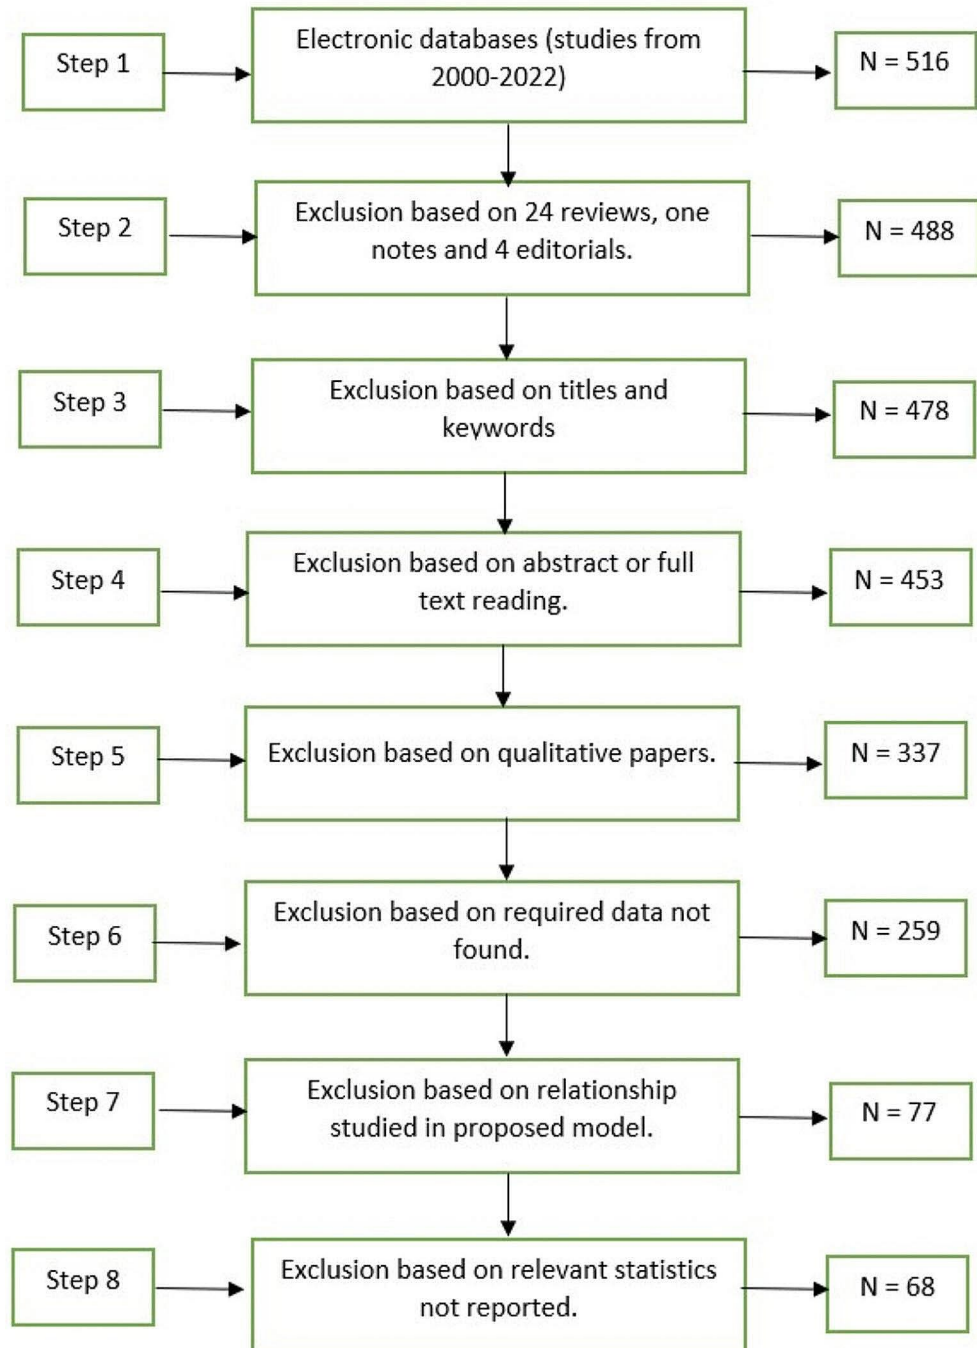 Step 1
Electronic databases (studies from
2000-2022)
N = 516
Step 2
Exclusion based on 24 reviews, one
notes and 4 editorials.
N = 488
Step 3
Exclusion based on titles and
keywords
N = 478
Step 4
Exclusion based on abstract or full
text reading.
N = 453
Step 5
Exclusion based on qualitative papers.
N = 337
Step 6
Exclusion based on required data not
found.
N = 259
Step 7
Exclusion based on relationship
studied in proposed model.
N = 77
Step 8
Exclusion based on relevant statistics
not reported.
N = 68